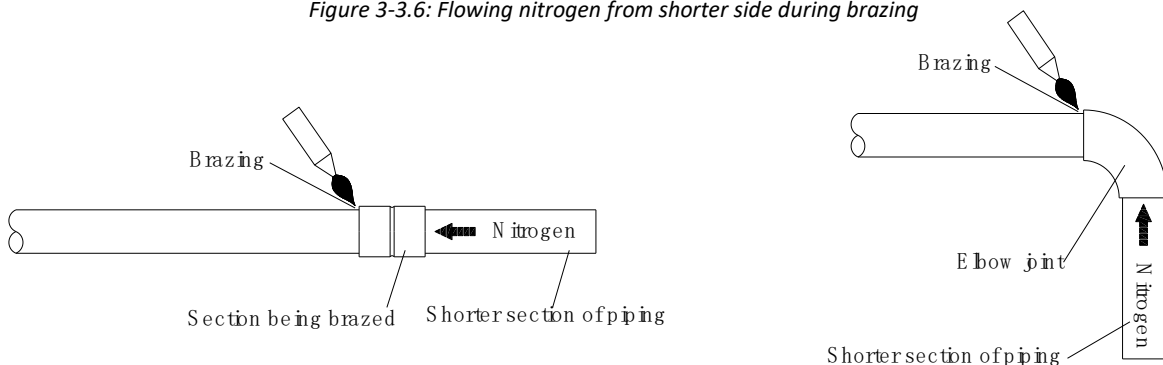 Figure 3-3.6: Flowing nitrogen from shorter side during brazing
Brazing
Nitrogen
Section being brazed
Shorter section of piping
Brazing
Elbow joint
Nitrogen
Shorter section of piping